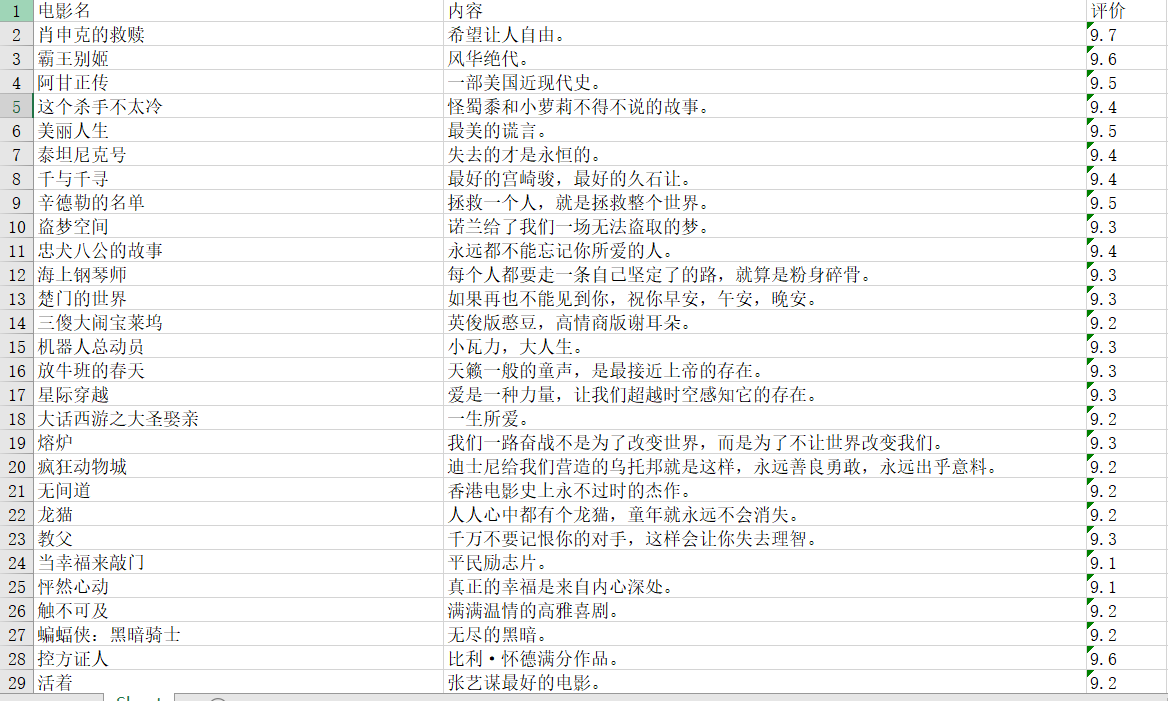 1 电影名 内容 评价
2 肖申克的救赎 希望让人自由。 9.7
3 霸王别姬 风华绝代。 9.6
4 阿甘正传 一部美国近现代史。 9.5
5 这个杀手不太冷 怪蜀黍和小萝莉不得不说的故事。 9.4
6 美丽人生 最美的谎言。 9.5
7 泰坦尼克号 失去的才是永恒的。 9.4
8 千与千寻 最好的宫崎骏，最好的久石让。 9.4
9 辛德勒的名单 拯救一个人，就是拯救整个世界。 9.5
10 盗梦空间 诺兰给了我们一场无法盗取的梦。 9.3
11 忠犬八公的故事 永远都不能忘记你所爱的人。 9.4
12 海上钢琴师 每个人都要走一条自己坚定了的路，就算是粉身碎骨。 9.3
13 楚门的世界 如果再也不能见到你，祝你早安，午安，晚安。 9.3
14 三傻大闹宝莱坞 英俊版憨豆，高情商版谢耳朵。 9.2
15 机器人总动员 小瓦力，大人生。 9.3
16 放牛班的春天 天籁一般的童声，是最接近上帝的存在。 9.3
17 星际穿越 爱是一种力量，让我们超越时空感知它的存在。 9.3
18 大话西游之大圣娶亲 一生所爱。 9.2
19 熔炉 我们一路奋战不是为了改变世界，而是为了不让世界改变我们。 9.3
20 疯狂动物城 迪士尼给我们营造的乌托邦就是这样，永远善良勇敢，永远出乎意料。 9.2
21 无间道 香港电影史上永不过时的杰作。 9.2
22 龙猫 人人心中都有个龙猫，童年就永远不会消失。 9.2
23 教父 千万不要记恨你的对手，这样会让你失去理智。 9.3
24 当幸福来敲门 平民励志片。 9.1
25 怦然心动 真正的幸福是来自内心深处。 9.1
26 触不可及 满满温情的高雅喜剧。 9.2
27 蝙蝠侠：黑暗骑士 无尽的黑暗。 9.2
28 控方证人 比利·怀德满分作品。 9.6
29 活着 张艺谋最好的电影。 9.2